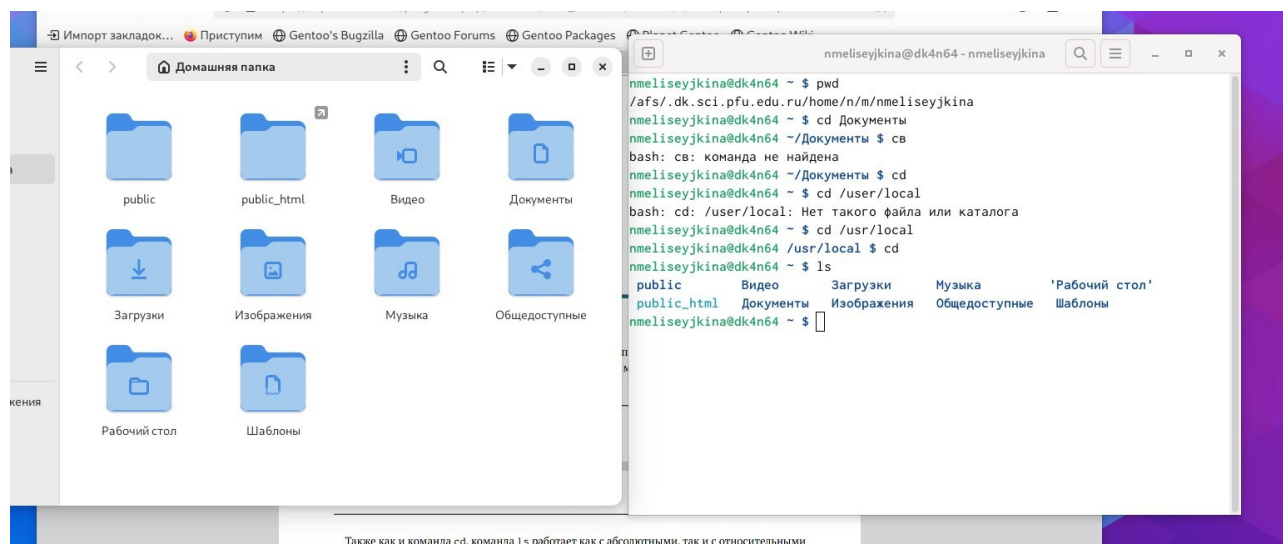 Импорт закладок... Приступим Gentoo's Bugzilla Gentoo Forums Gentoo Packages
Домашняя папка
public public_html Видео Документы
Загрузки Изображения Музыка Общедоступные
Рабочий стол Шаблоны
nmeliseyjkina@dk4n64 - nmeliseyjkina
nmeliseyjkina@dk4n64 ~ $ pwd
/afs/.dk.sci.pfu.edu.ru/home/n/m/nmeliseyjkina
nmeliseyjkina@dk4n64 ~ $ cd Документы
nmeliseyjkina@dk4n64 ~/Документы $ св
bash: св: команда не найдена
nmeliseyjkina@dk4n64 ~/Документы $ cd
nmeliseyjkina@dk4n64 ~ $ cd /user/local
bash: cd: /user/local: Нет такого файла или каталога
nmeliseyjkina@dk4n64 ~ $ cd /usr/local
nmeliseyjkina@dk4n64 /usr/local $ cd
nmeliseyjkina@dk4n64 ~ $ ls
public Видео Загрузки Музыка 'Рабочий стол'
public_html Документы Изображения Общедоступные Шаблоны
nmeliseyjkina@dk4n64 ~ $
Также как и команда cd, команда ls работает как с абсолютными, так и с относительными